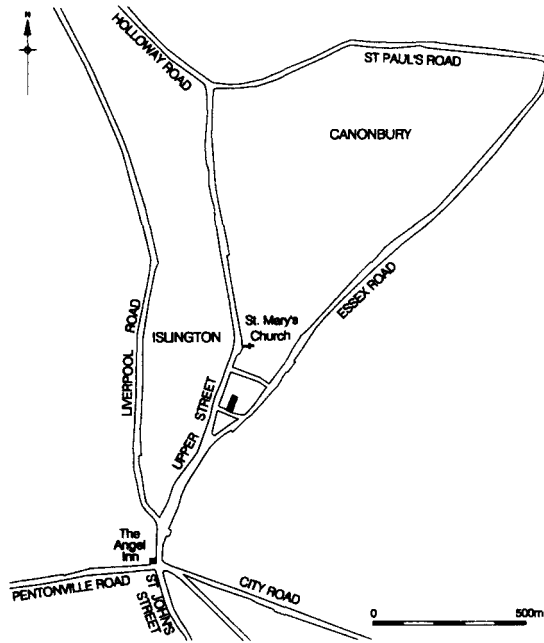 N
HOLLOWAY ROAD
ST PAUL'S ROAD
CANONBURY
ESSEX ROAD
St. Mary's
Church
ISLINGTON
LIVERPOOL ROAD
UPPER STREET
The
Angel
Inn
PENTONVILLE ROAD
ST JOHN'S
STREET
CITY ROAD
0 500m